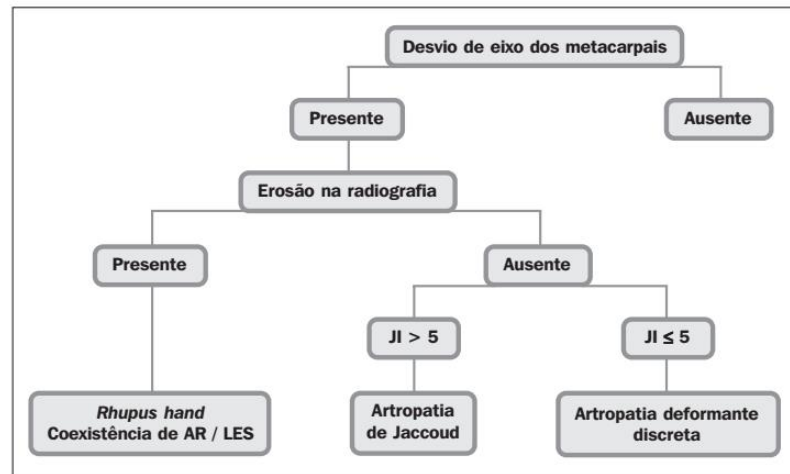 Desvio de eixo dos metacarpais
Presente
Ausente
Erosão na radiografia
Presente
Ausente
JI > 5
JI ≤ 5
Rhupus hand
Coexistência de AR / LES
Artropatia
de Jaccoud
Artropatia deformante
discreta